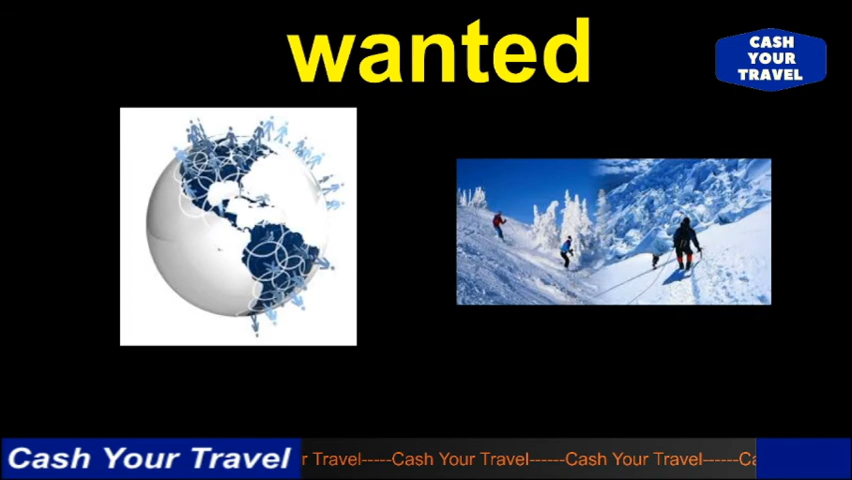 wanted
CASH
YOUR
TRAVEL
Cash Your Travel
r Travel-----Cash Your Travel------Cash Your Travel------Ca